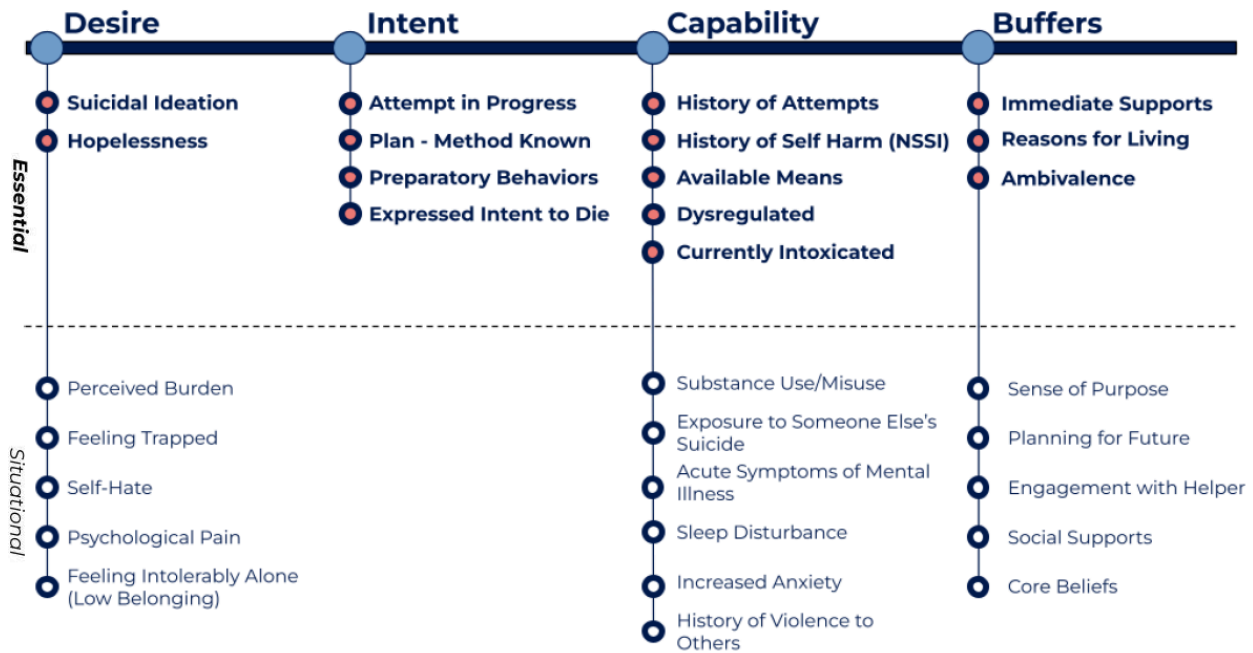 Desire
Intent
Capability
Buffers
Essential
Suicidal Ideation
Hopelessness
Attempt in Progress
Plan - Method Known
Preparatory Behaviors
Expressed Intent to Die
History of Attempts
History of Self Harm (NSSI)
Available Means
Dysregulated
Currently Intoxicated
Immediate Supports
Reasons for Living
Ambivalence
Situational
Perceived Burden
Feeling Trapped
Self-Hate
Psychological Pain
Feeling Intolerably Alone
(Low Belonging)
Substance Use/Misuse
Exposure to Someone Else's
Suicide
Acute Symptoms of Mental
Illness
Sleep Disturbance
Increased Anxiety
History of Violence to
Others
Sense of Purpose
Planning for Future
Engagement with Helper
Social Supports
Core Beliefs